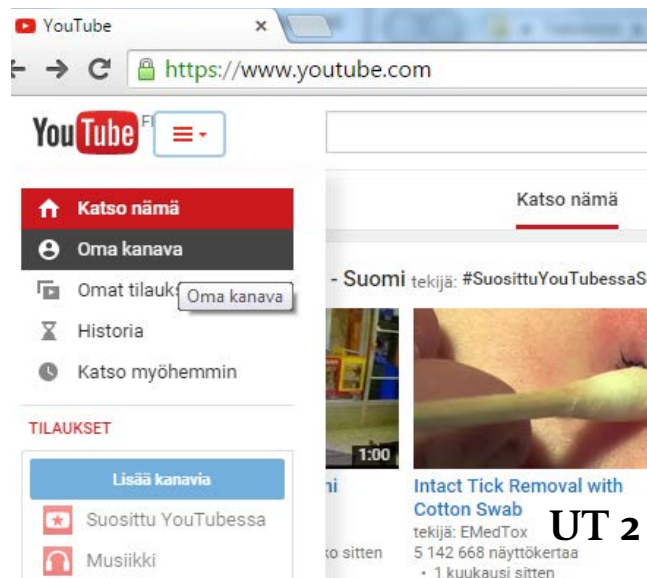 YouTube
https://www.youtube.com
You Tube FI
Katso nämä
Katso nämä
Oma kanava
- Suomi tekijä: #SuosittuYouTubessaS
Omat tilauks
Oma kanava
Historia
Katso myöhemmin
TILAUKSET
1:00
Lisää kanavia
Intact Tick Removal with
Cotton Swab
tekijä: EMedTox
UT 2
Suosittu YouTubessa
sitten
5 142 668 näyttökertaa
Musiikki
• 1 kuukausi sitten